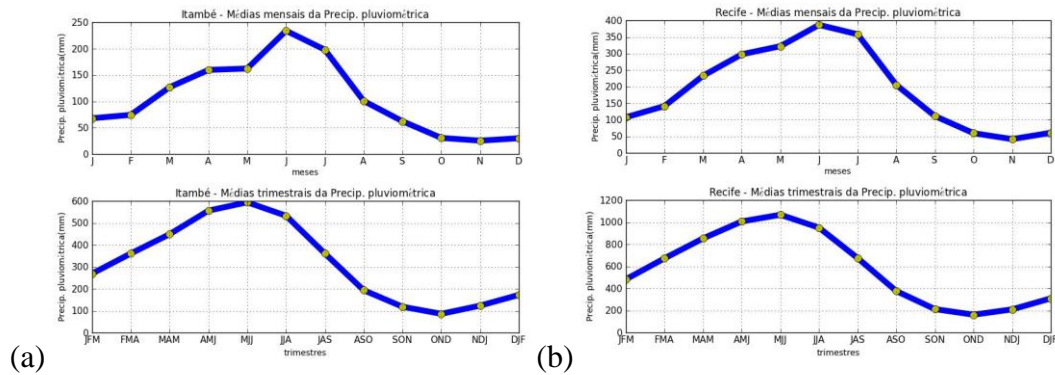 Itambé - Médias mensais da Precip. pluviométrica
Precip. pluviométrica(mm)
250
200
150
100
50
0
J F M A M J J A S O N D
meses
Itambé - Médias trimestrais da Precip. pluviométrica
Precip. pluviométrica(mm)
600
500
400
300
200
100
0
JFM FMA MAM AMJ MJJ JJA JAS ASO SON OND NDJ DJF
trimestres
(a)
Recife - Médias mensais da Precip. pluviométrica
Precip. pluviométrica(mm)
400
350
300
250
200
150
100
50
0
J F M A M J J A S O N D
meses
Recife - Médias trimestrais da Precip. pluviométrica
Precip. pluviométrica(mm)
1200
1000
800
600
400
200
0
JFM FMA MAM AMJ MJJ JJA JAS ASO SON OND NDJ DJF
trimestres
(b)